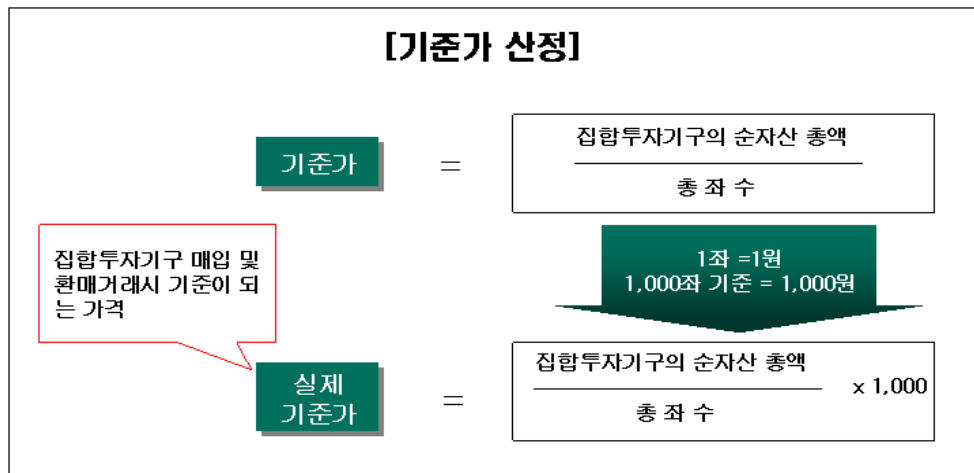 [기준가 산정]
기준가
=
집합투자기구의 순자산 총액
총 좌 수
집합투자기구 매입 및
환매거래시 기준이 되
는 가격
1좌 =1원
1,000좌 기준 = 1,000원
실제
기준가
=
집합투자기구의 순자산 총액
총 좌 수
x 1,000